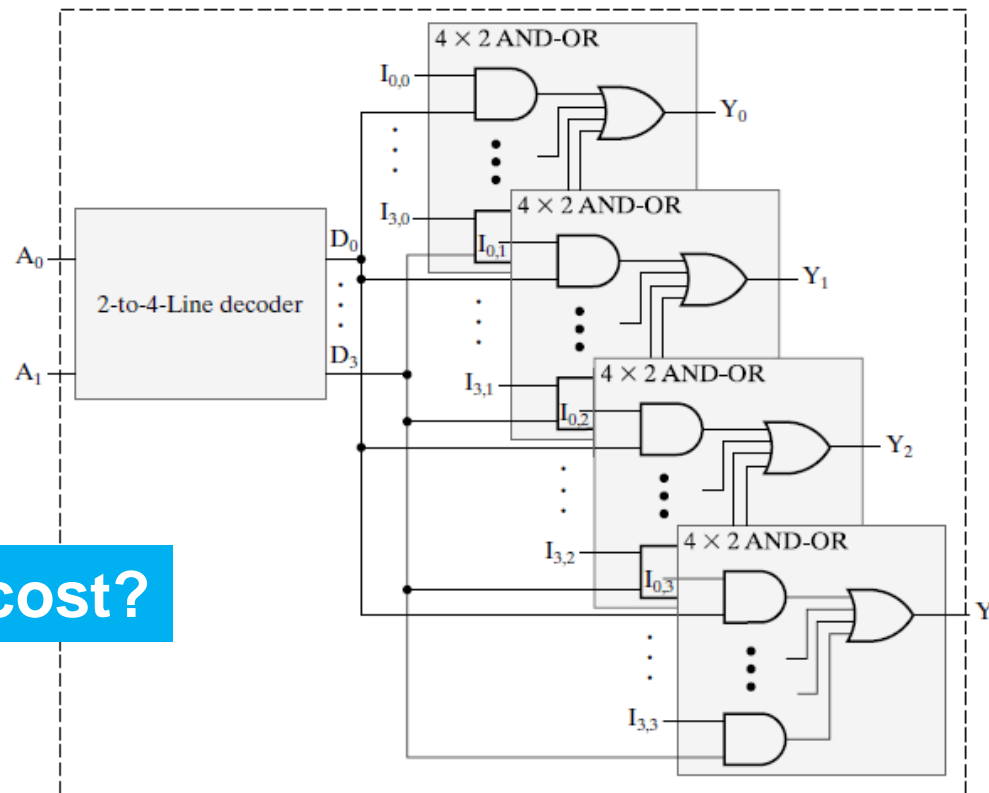 4 × 2 AND-OR
I0,0
Y0
I3,0
4 × 2 AND-OR
I0,1
Y1
D0
A0
2-to-4-Line decoder
D3
A1
I3,1
4 × 2 AND-OR
I0,2
Y2
I3,2
4 × 2 AND-OR
I0,3
cost?
Y
I3,3